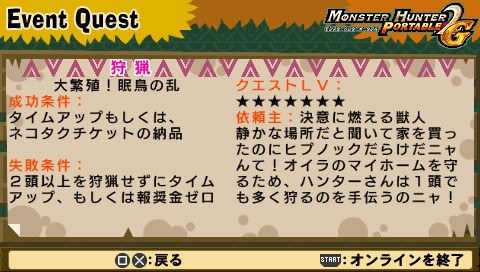 Event Quest
MONSTER HUNTER
PORTABLE 2nd G
狩 猟
大繁殖！眠鳥の乱
成功条件：
タイムアップもしくは、
ネコタクチケットの納品
失敗条件：
２頭以上を狩猟せずにタイム
アップ、もしくは報奨金ゼロ
クエストＬＶ：
★★★★★★★
依頼主：決意に燃える獣人
静かな場所だと聞いて家を買っ
たのにヒプノックだらけだニャ
んて！オイラのマイホームを守
るため、ハンターさんは１頭で
も多く狩るのを手伝うのニャ！
□×:戻る
START:オンラインを終了